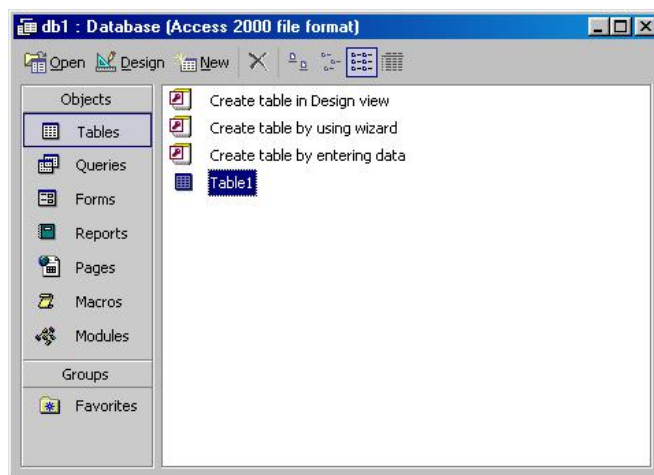 db1 : Database (Access 2000 file format)
Open Design New
Objects
Tables
Queries
Forms
Reports
Pages
Macros
Modules
Groups
Favorites
Create table in Design view
Create table by using wizard
Create table by entering data
Table1